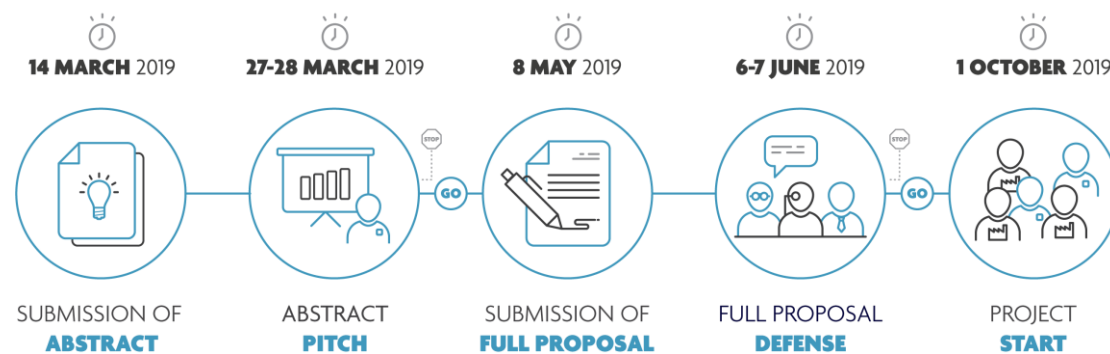 14 MARCH 2019
27-28 MARCH 2019
8 MAY 2019
6-7 JUNE 2019
1 OCTOBER 2019
STOP
STOP
GO
GO
SUBMISSION OF
ABSTRACT
ABSTRACT
PITCH
SUBMISSION OF
FULL PROPOSAL
FULL PROPOSAL
DEFENSE
PROJECT
START